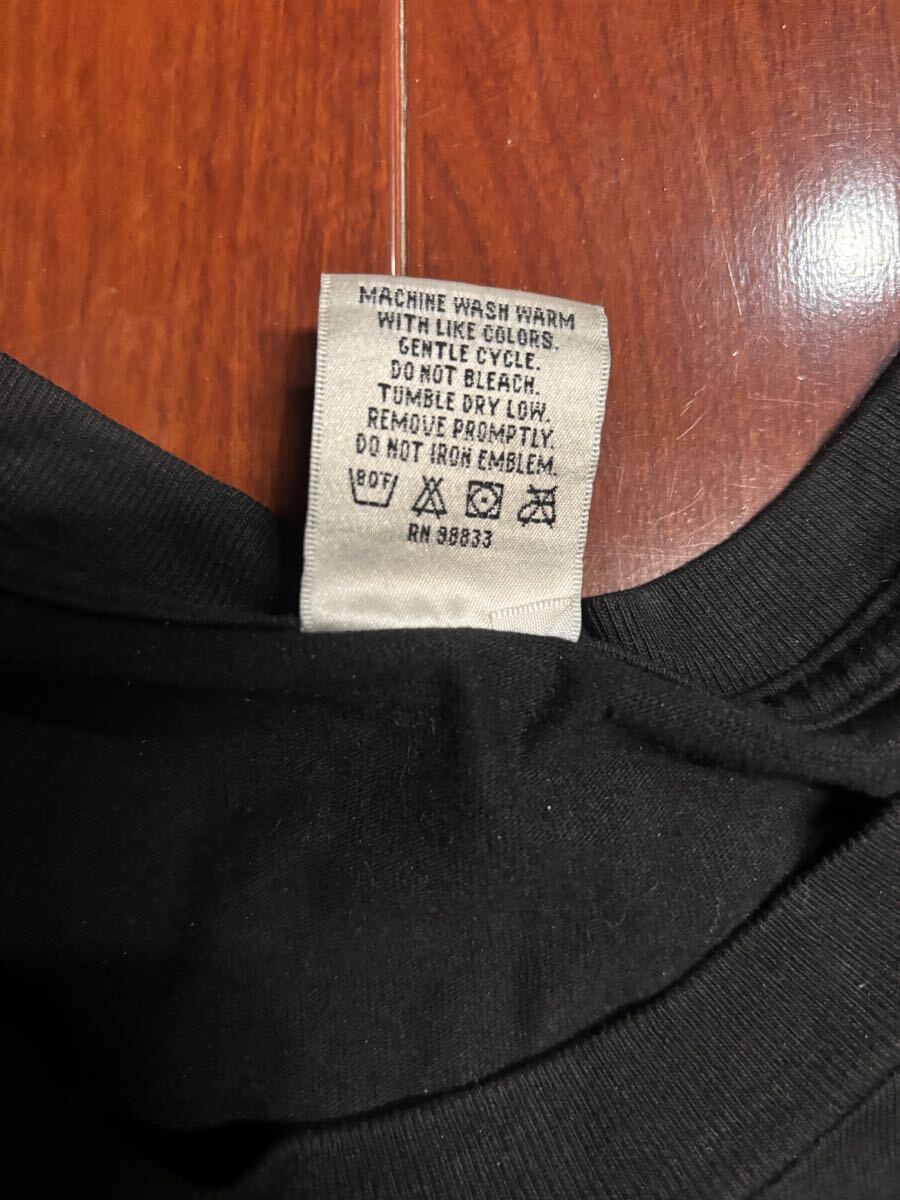 MACHINE WASH WARM
WITH LIKE COLORS.
GENTLE CYCLE.
DO NOT BLEACH.
TUMBLE DRY LOW.
REMOVE PROMPTLY.
DO NOT IRON EMBLEM.
80°F
RN 98833